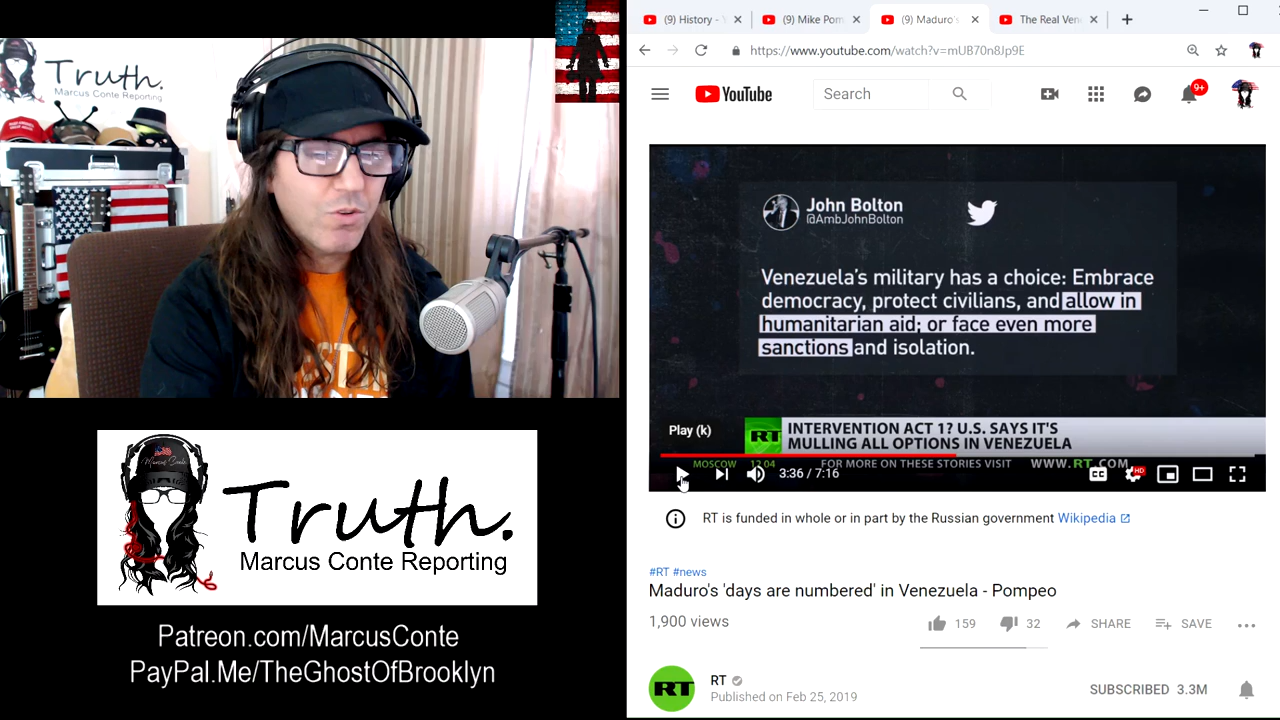 Truth.
Marcus Conte Reporting
Truth.
Marcus Conte Reporting
Patreon.com/MarcusConte
PayPal.Me/TheGhostOfBrooklyn
(9) History -
(9) Mike Pom
(9) Maduro's
The Real Ven
https://www.youtube.com/watch?v=mUB70n8Jp9E
YouTube
Search
9+
John Bolton
@AmbJohnBolton
Venezuela's military has a choice: Embrace
democracy, protect civilians, and allow in
humanitarian aid; or face even more
sanctions and isolation.
Play (k)
RT
INTERVENTION ACT 1? U.S. SAYS IT'S
MULLING ALL OPTIONS IN VENEZUELA
MOSCOW 12:04 FOR MORE ON THESE STORIES VISIT WWW.RT.COM
3:36 / 7:16
CC
HD
RT is funded in whole or in part by the Russian government Wikipedia
#RT #news
Maduro's 'days are numbered' in Venezuela - Pompeo
1,900 views
159
32
SHARE
SAVE
RT
RT
Published on Feb 25, 2019
SUBSCRIBED 3.3M